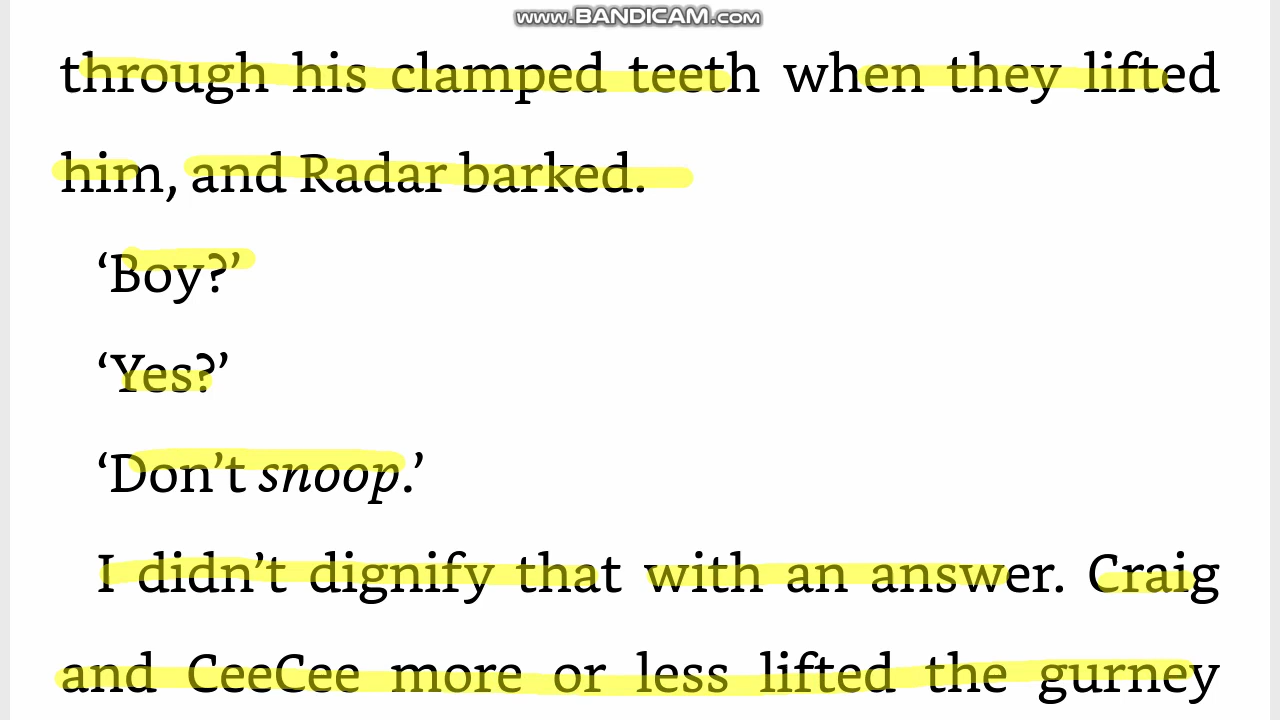 www.BANDICAM.com
through his clamped teeth when they lifted
him, and Radar barked.
‘Boy?’
‘Yes?’
‘Don’t snoop.’
I didn’t dignify that with an answer. Craig
and CeeCee more or less lifted the gurney